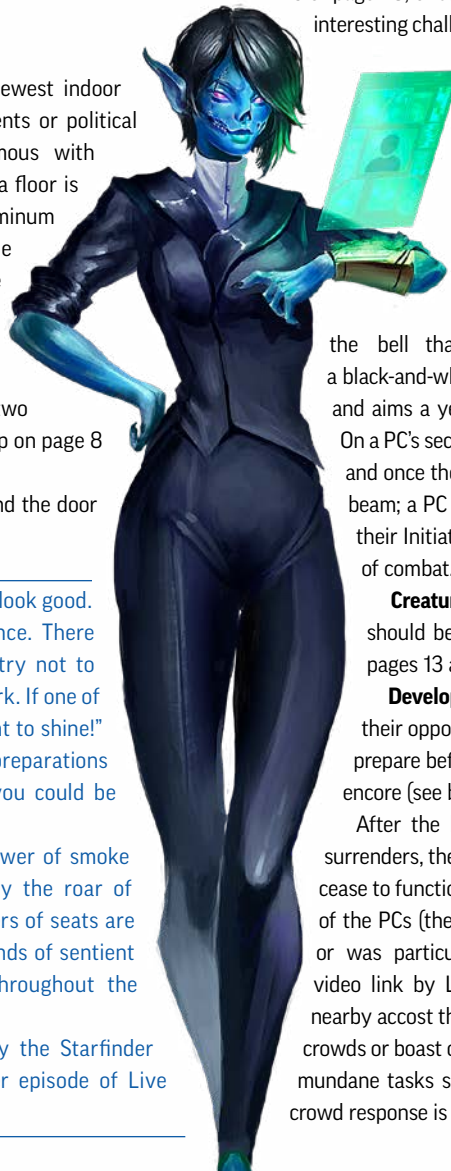 ewest indoor
ents or political
mous with
a floor is
minum
e
e
two
p on page 8
nd the door
look good.
nce. There
try not to
rk. If one of
nt to shine!”
preparations
you could be
wer of smoke
y the roar of
rs of seats are
nds of sentient
throughout the
y the Starfinder
r episode of Live
interesting chall
the bell tha
a black-and-wh
and aims a ye
On a PC's sec
and once the
beam; a PC
their Initiat
of combat.
Creatur
should be
pages 13 a
Develop
their oppo
prepare bef
encore (see b
After the
surrenders, the
cease to functio
of the PCs (the
or was particu
video link by L
nearby accost th
crowds or boast o
mundane tasks s
crowd response is